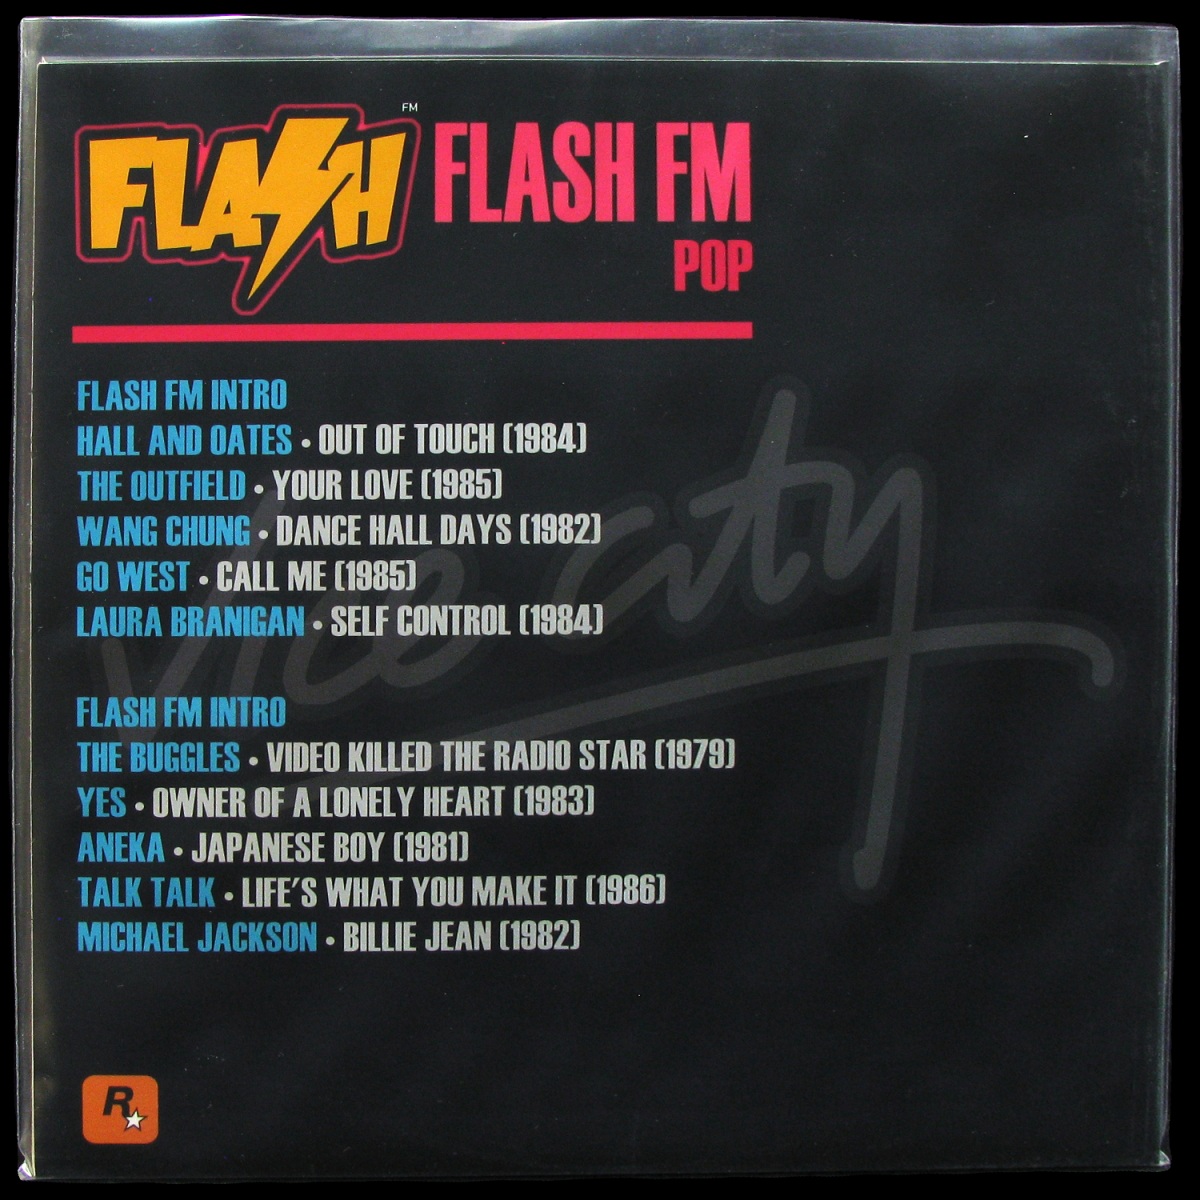 FLASH
FM
FLASH FM
POP
FLASH FM INTRO
HALL AND OATES • OUT OF TOUCH (1984)
THE OUTFIELD • YOUR LOVE (1985)
WANG CHUNG • DANCE HALL DAYS (1982)
GO WEST • CALL ME (1985)
LAURA BRANIGAN • SELF CONTROL (1984)
vice city
FLASH FM INTRO
THE BUGGLES • VIDEO KILLED THE RADIO STAR (1979)
YES • OWNER OF A LONELY HEART (1983)
ANEKA • JAPANESE BOY (1981)
TALK TALK • LIFE'S WHAT YOU MAKE IT (1986)
MICHAEL JACKSON • BILLIE JEAN (1982)
R